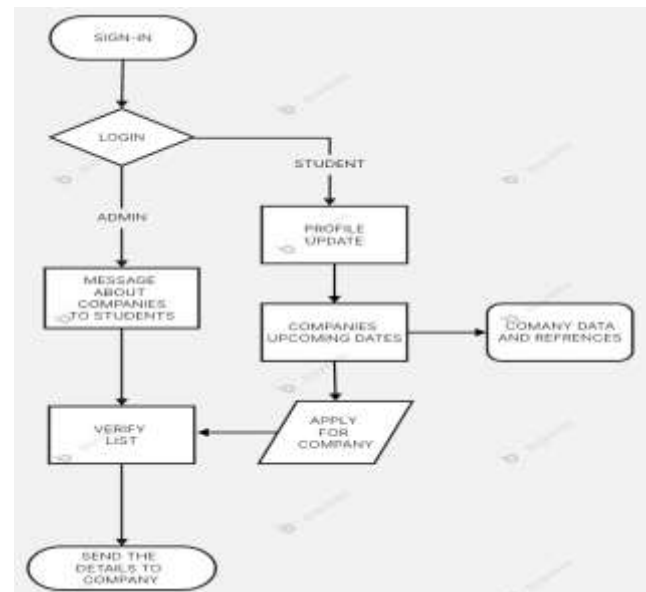 SIGN-IN
LOGIN
STUDENT
ADMIN
PROFILE
UPDATE
MESSAGE
ABOUT
COMPANIES
TO STUDENTS
COMPANIES
UPCOMING DATES
COMANY DATA
AND REFRENCES
APPLY
FOR
COMPANY
VERIFY
LIST
SEND THE
DETAILS TO
COMPANY